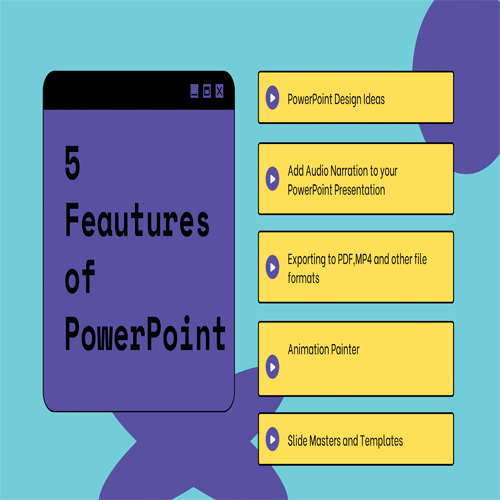 5
Feautures
of
PowerPoint
PowerPoint Design Ideas
Add Audio Narration to your
PowerPoint Presentation
Exporting to PDF,MP4 and other file
formats
Animation Painter
Slide Masters and Templates